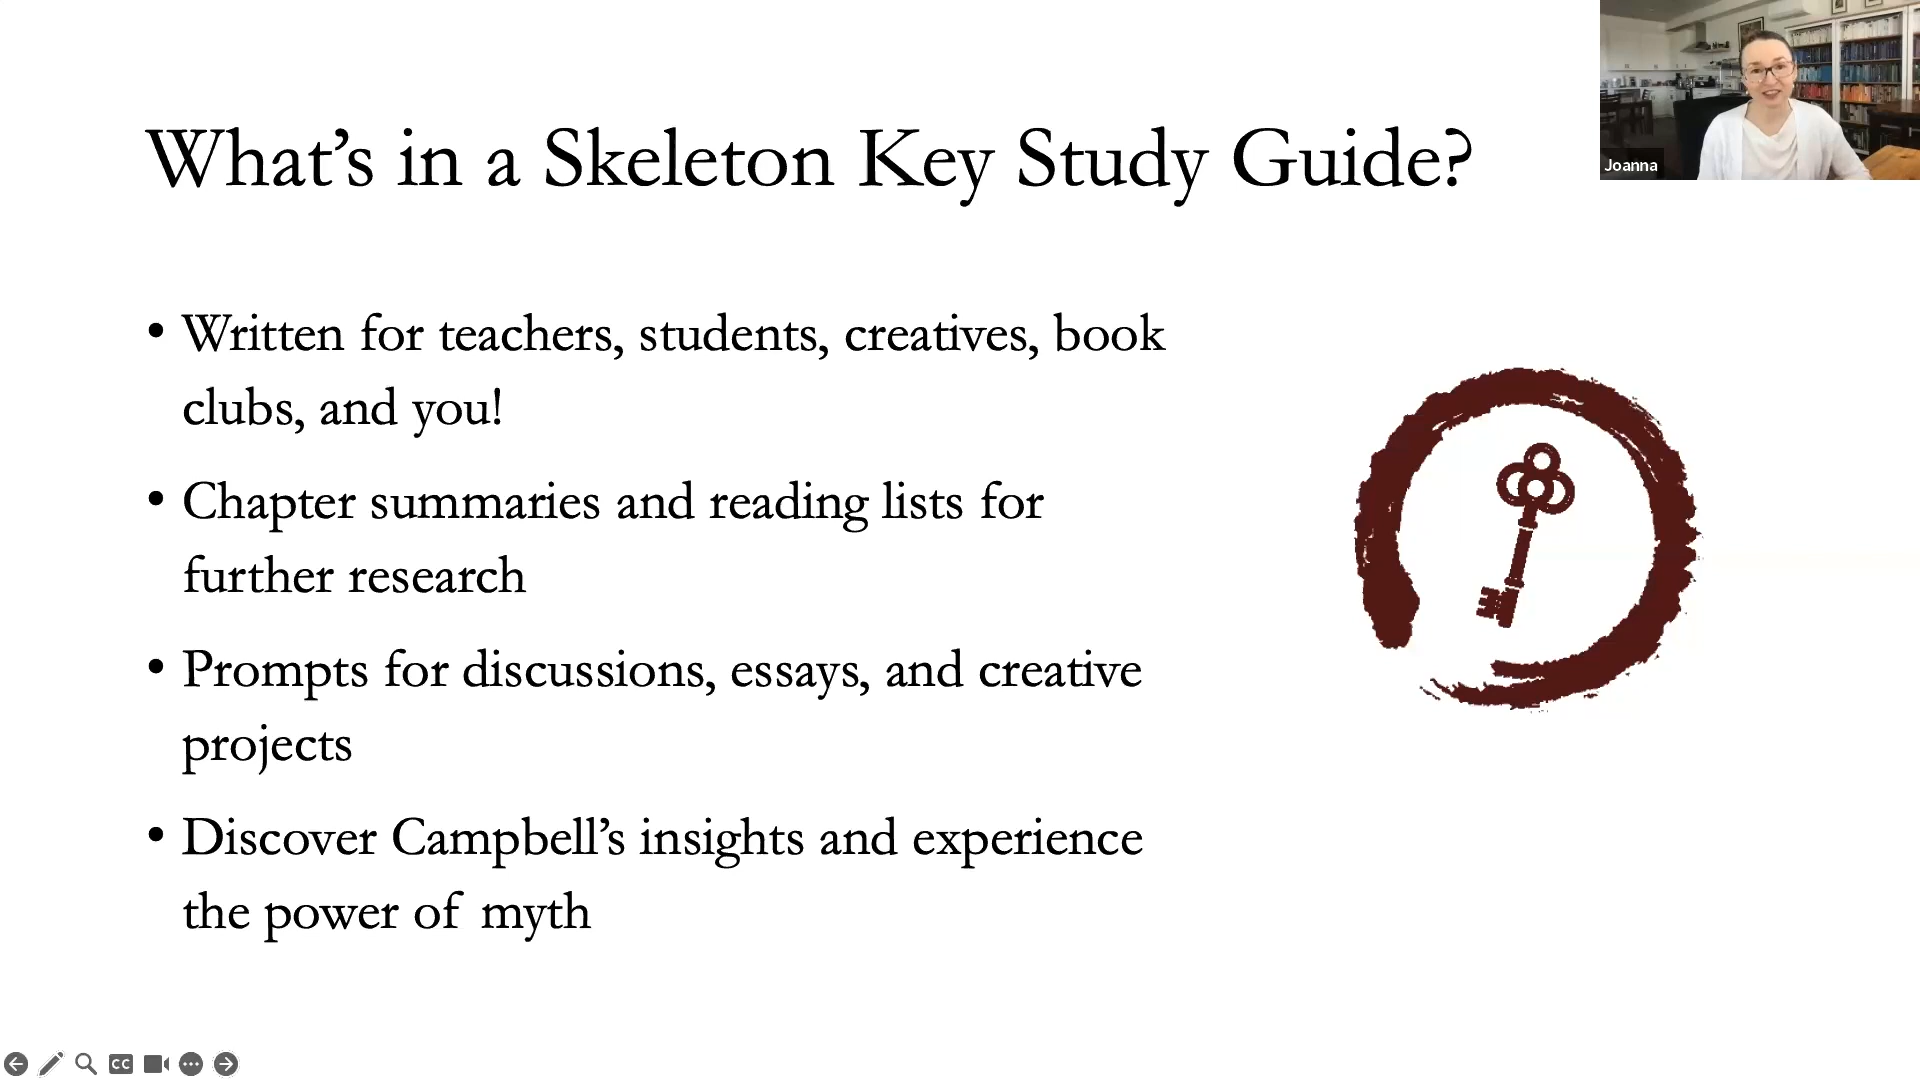 What’s in a Skeleton Key Study Guide?
Joanna
• Written for teachers, students, creatives, book
clubs, and you!
• Chapter summaries and reading lists for
further research
• Prompts for discussions, essays, and creative
projects
• Discover Campbell’s insights and experience
the power of myth
CC